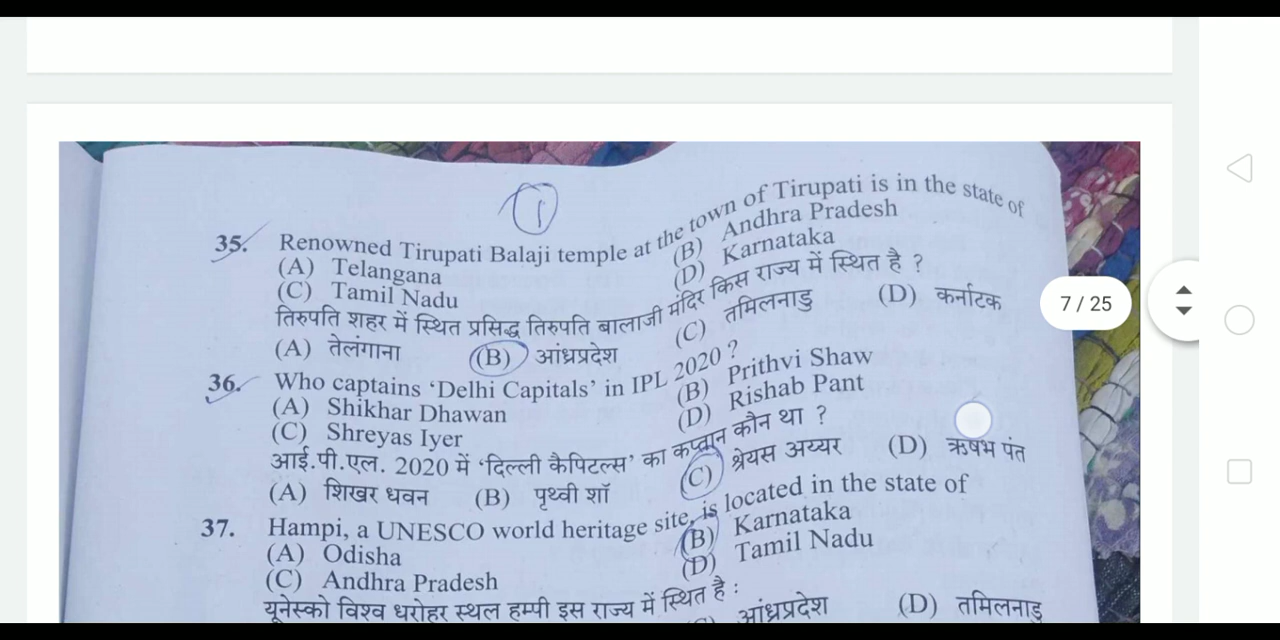 1
35. Renowned Tirupati Balaji temple at the town of Tirupati is in the state of
(A) Telangana (B) Andhra Pradesh
(C) Tamil Nadu (D) Karnataka
तिरुपति शहर में स्थित प्रसिद्ध तिरुपति बालाजी मंदिर किस राज्य में स्थित है ?
(A) तेलंगाना (B) आंध्रप्रदेश (C) तमिलनाडु (D) कर्नाटक
7 / 25
36. Who captains ‘Delhi Capitals’ in IPL 2020 ?
(A) Shikhar Dhawan (B) Prithvi Shaw
(C) Shreyas Iyer (D) Rishab Pant
आई.पी.एल. 2020 में ‘दिल्ली कैपिटल्स’ का कप्तान कौन था ?
(A) शिखर धवन (B) पृथ्वी शॉ (C) श्रेयस अय्यर (D) ऋषभ पंत
37. Hampi, a UNESCO world heritage site, is located in the state of
(A) Odisha (B) Karnataka
(C) Andhra Pradesh (D) Tamil Nadu
यूनेस्को विश्व धरोहर स्थल हम्पी इस राज्य में स्थित है :
आंध्रप्रदेश (D) तमिलनाडु